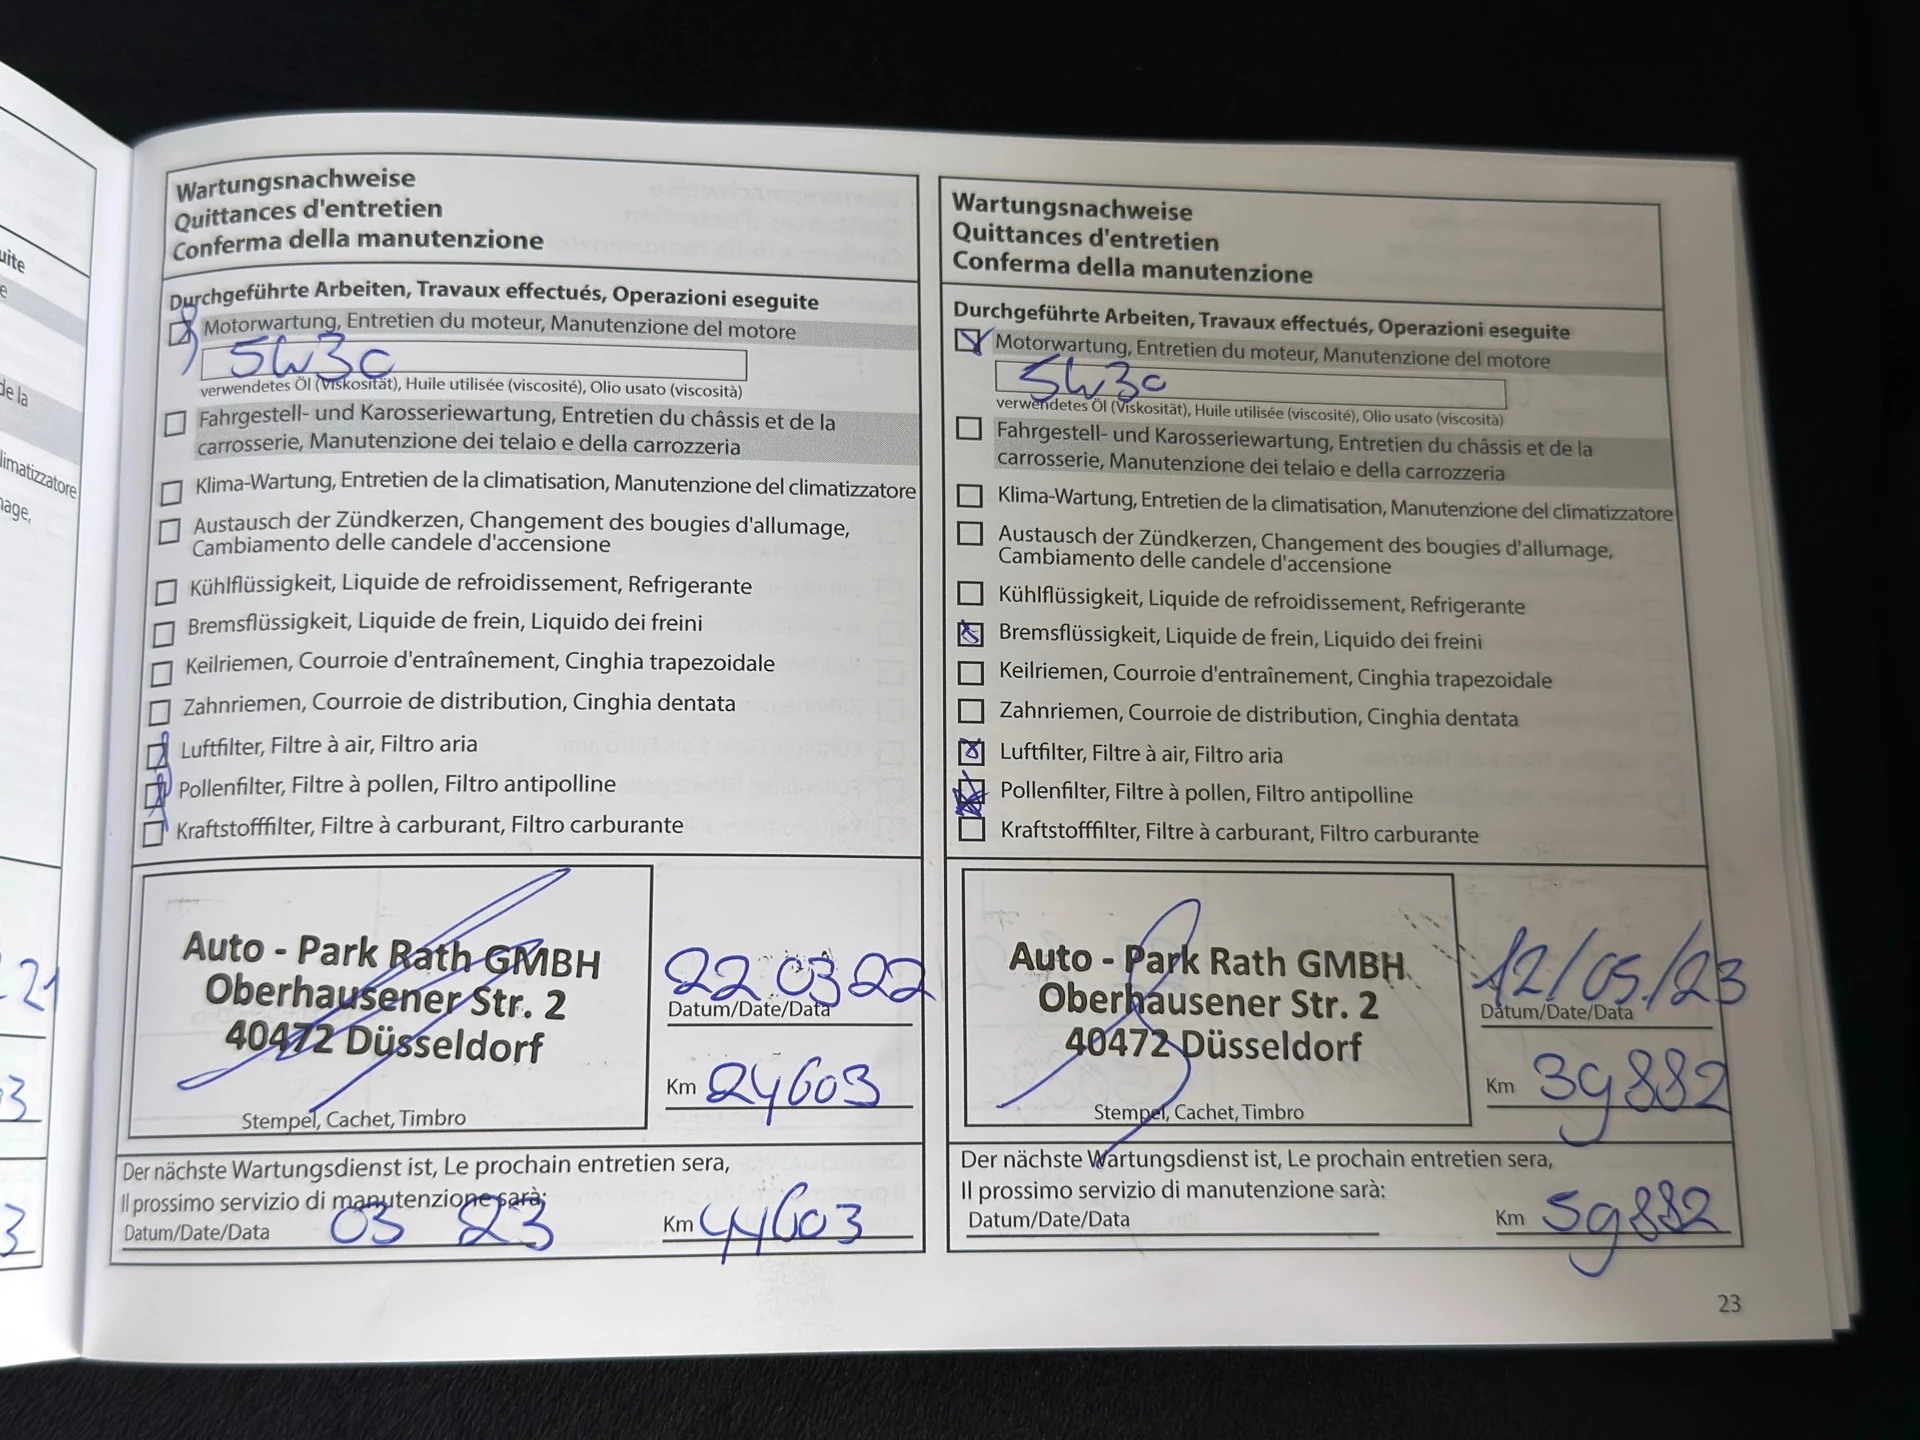 uite
e
de la
limatizzatore
nage,
21
3
3
Wartungsnachweise
Quittances d'entretien
Conferma della manutenzione
Durchgeführte Arbeiten, Travaux effectués, Operazioni eseguite
Motorwartung, Entretien du moteur, Manutenzione del motore
5W30
verwendetes Öl (Viskosität), Huile utilisée (viscosité), Olio usato (viscosità)
Fahrgestell- und Karosseriewartung, Entretien du châssis et de la
carrosserie, Manutenzione dei telaio e della carrozzeria
Klima-Wartung, Entretien de la climatisation, Manutenzione del climatizzatore
Austausch der Zündkerzen, Changement des bougies d'allumage,
Cambiamento delle candele d'accensione
Kühlflüssigkeit, Liquide de refroidissement, Refrigerante
Bremsflüssigkeit, Liquide de frein, Liquido dei freini
Keilriemen, Courroie d'entraînement, Cinghia trapezoidale
Zahnriemen, Courroie de distribution, Cinghia dentata
Luftfilter, Filtre à air, Filtro aria
Pollenfilter, Filtre à pollen, Filtro antipolline
Kraftstofffilter, Filtre à carburant, Filtro carburante
Auto - Park Rath GMBH
Oberhausener Str. 2
40472 Düsseldorf
Stempel, Cachet, Timbro
22 03 22
Datum/Date/Data
Km 24603
Der nächste Wartungsdienst ist, Le prochain entretien sera,
Il prossimo servizio di manutenzione sarà:
Datum/Date/Data 03 23 Km 44603
Wartungsnachweise
Quittances d'entretien
Conferma della manutenzione
Durchgeführte Arbeiten, Travaux effectués, Operazioni eseguite
Motorwartung, Entretien du moteur, Manutenzione del motore
5W30
verwendetes Öl (Viskosität), Huile utilisée (viscosité), Olio usato (viscosità)
Fahrgestell- und Karosseriewartung, Entretien du châssis et de la
carrosserie, Manutenzione dei telaio e della carrozzeria
Klima-Wartung, Entretien de la climatisation, Manutenzione del climatizzatore
Austausch der Zündkerzen, Changement des bougies d'allumage,
Cambiamento delle candele d'accensione
Kühlflüssigkeit, Liquide de refroidissement, Refrigerante
Bremsflüssigkeit, Liquide de frein, Liquido dei freini
Keilriemen, Courroie d'entraînement, Cinghia trapezoidale
Zahnriemen, Courroie de distribution, Cinghia dentata
Luftfilter, Filtre à air, Filtro aria
Pollenfilter, Filtre à pollen, Filtro antipolline
Kraftstofffilter, Filtre à carburant, Filtro carburante
Auto - Park Rath GMBH
Oberhausener Str. 2
40472 Düsseldorf
Stempel, Cachet, Timbro
12/05/23
Datum/Date/Data
Km 39882
Der nächste Wartungsdienst ist, Le prochain entretien sera,
Il prossimo servizio di manutenzione sarà:
Datum/Date/Data Km 59882
23